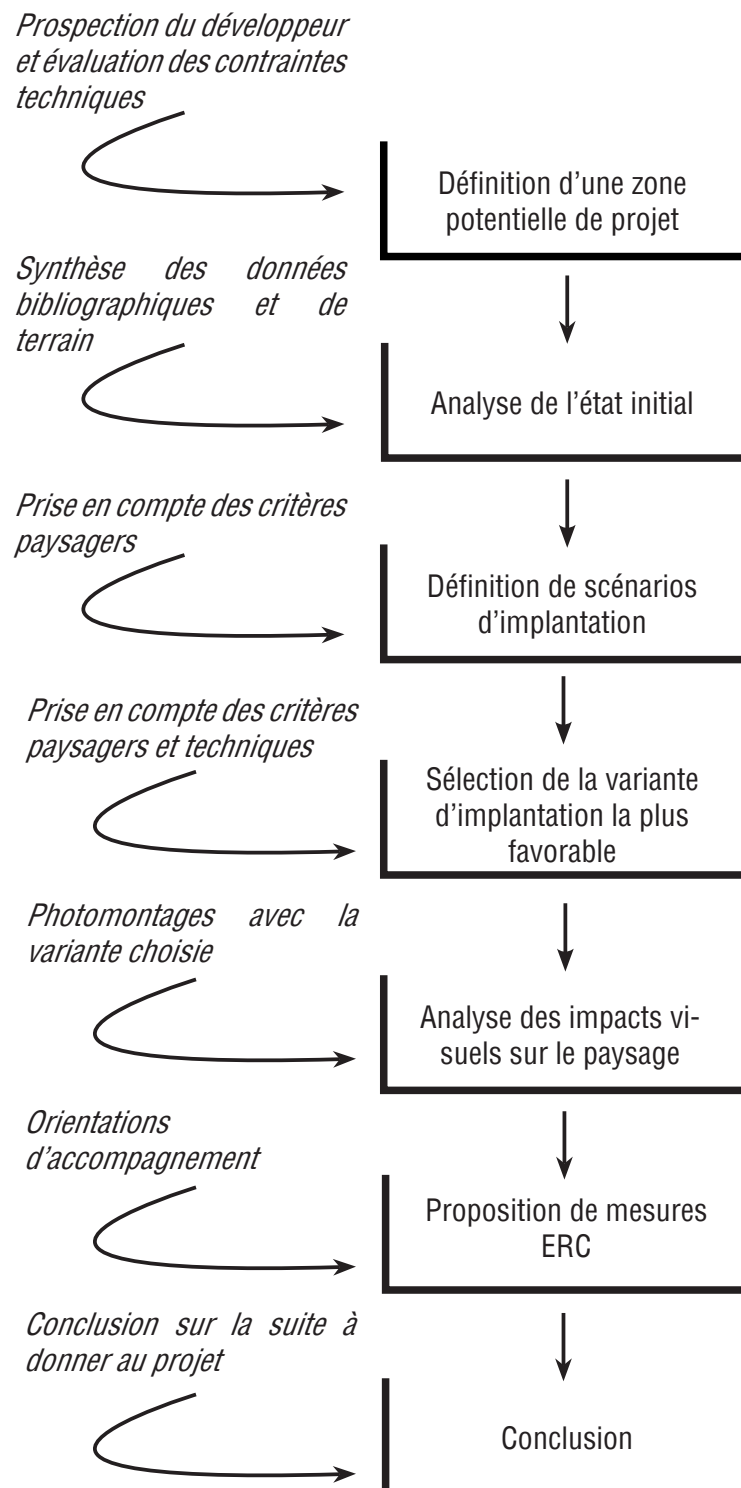 Prospection du développeur
et évaluation des contraintes
techniques
Définition d'une zone
potentielle de projet
Synthèse des données
bibliographiques et de
terrain
Analyse de l'état initial
Prise en compte des critères
paysagers
Définition de scénarios
d'implantation
Prise en compte des critères
paysagers et techniques
Sélection de la variante
d'implantation la plus
favorable
Photomontages avec la
variante choisie
Analyse des impacts vi-
suels sur le paysage
Orientations
d'accompagnement
Proposition de mesures
ERC
Conclusion sur la suite à
donner au projet
Conclusion